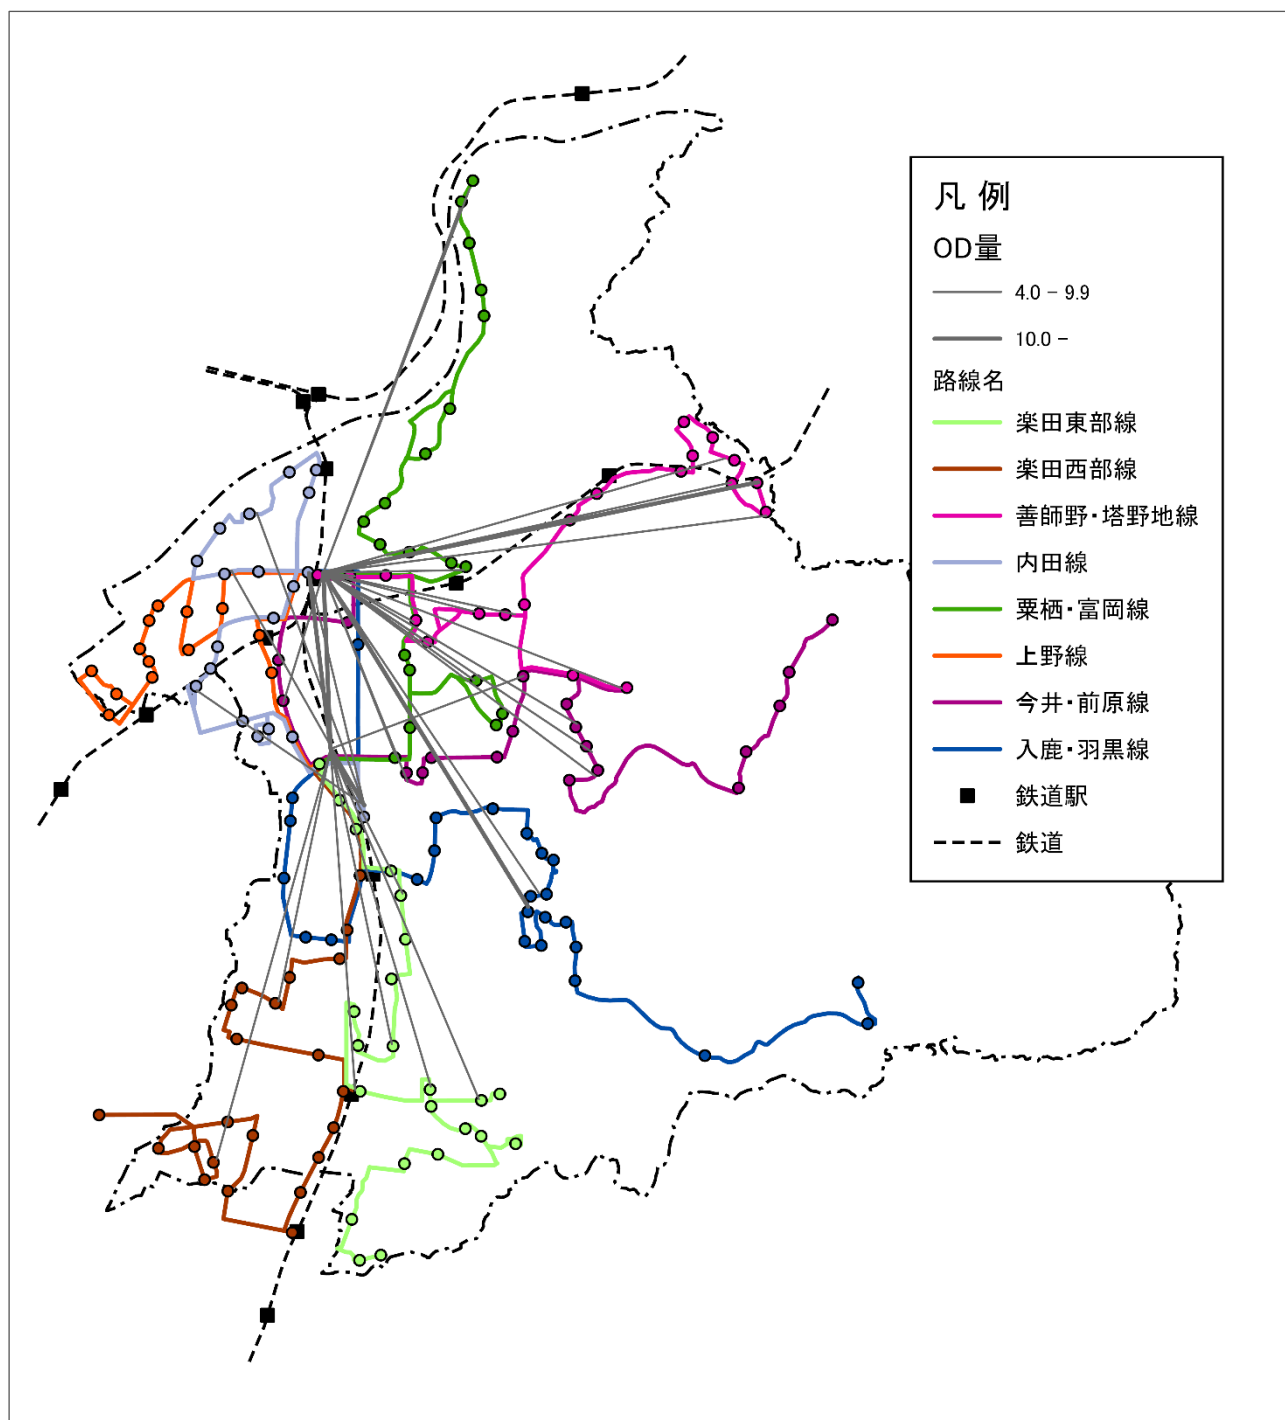 凡 例
OD量
4.0 - 9.9
10.0 -
路線名
楽田東部線
楽田西部線
善師野・塔野地線
内田線
栗栖・富岡線
上野線
今井・前原線
入鹿・羽黒線
鉄道駅
鉄道